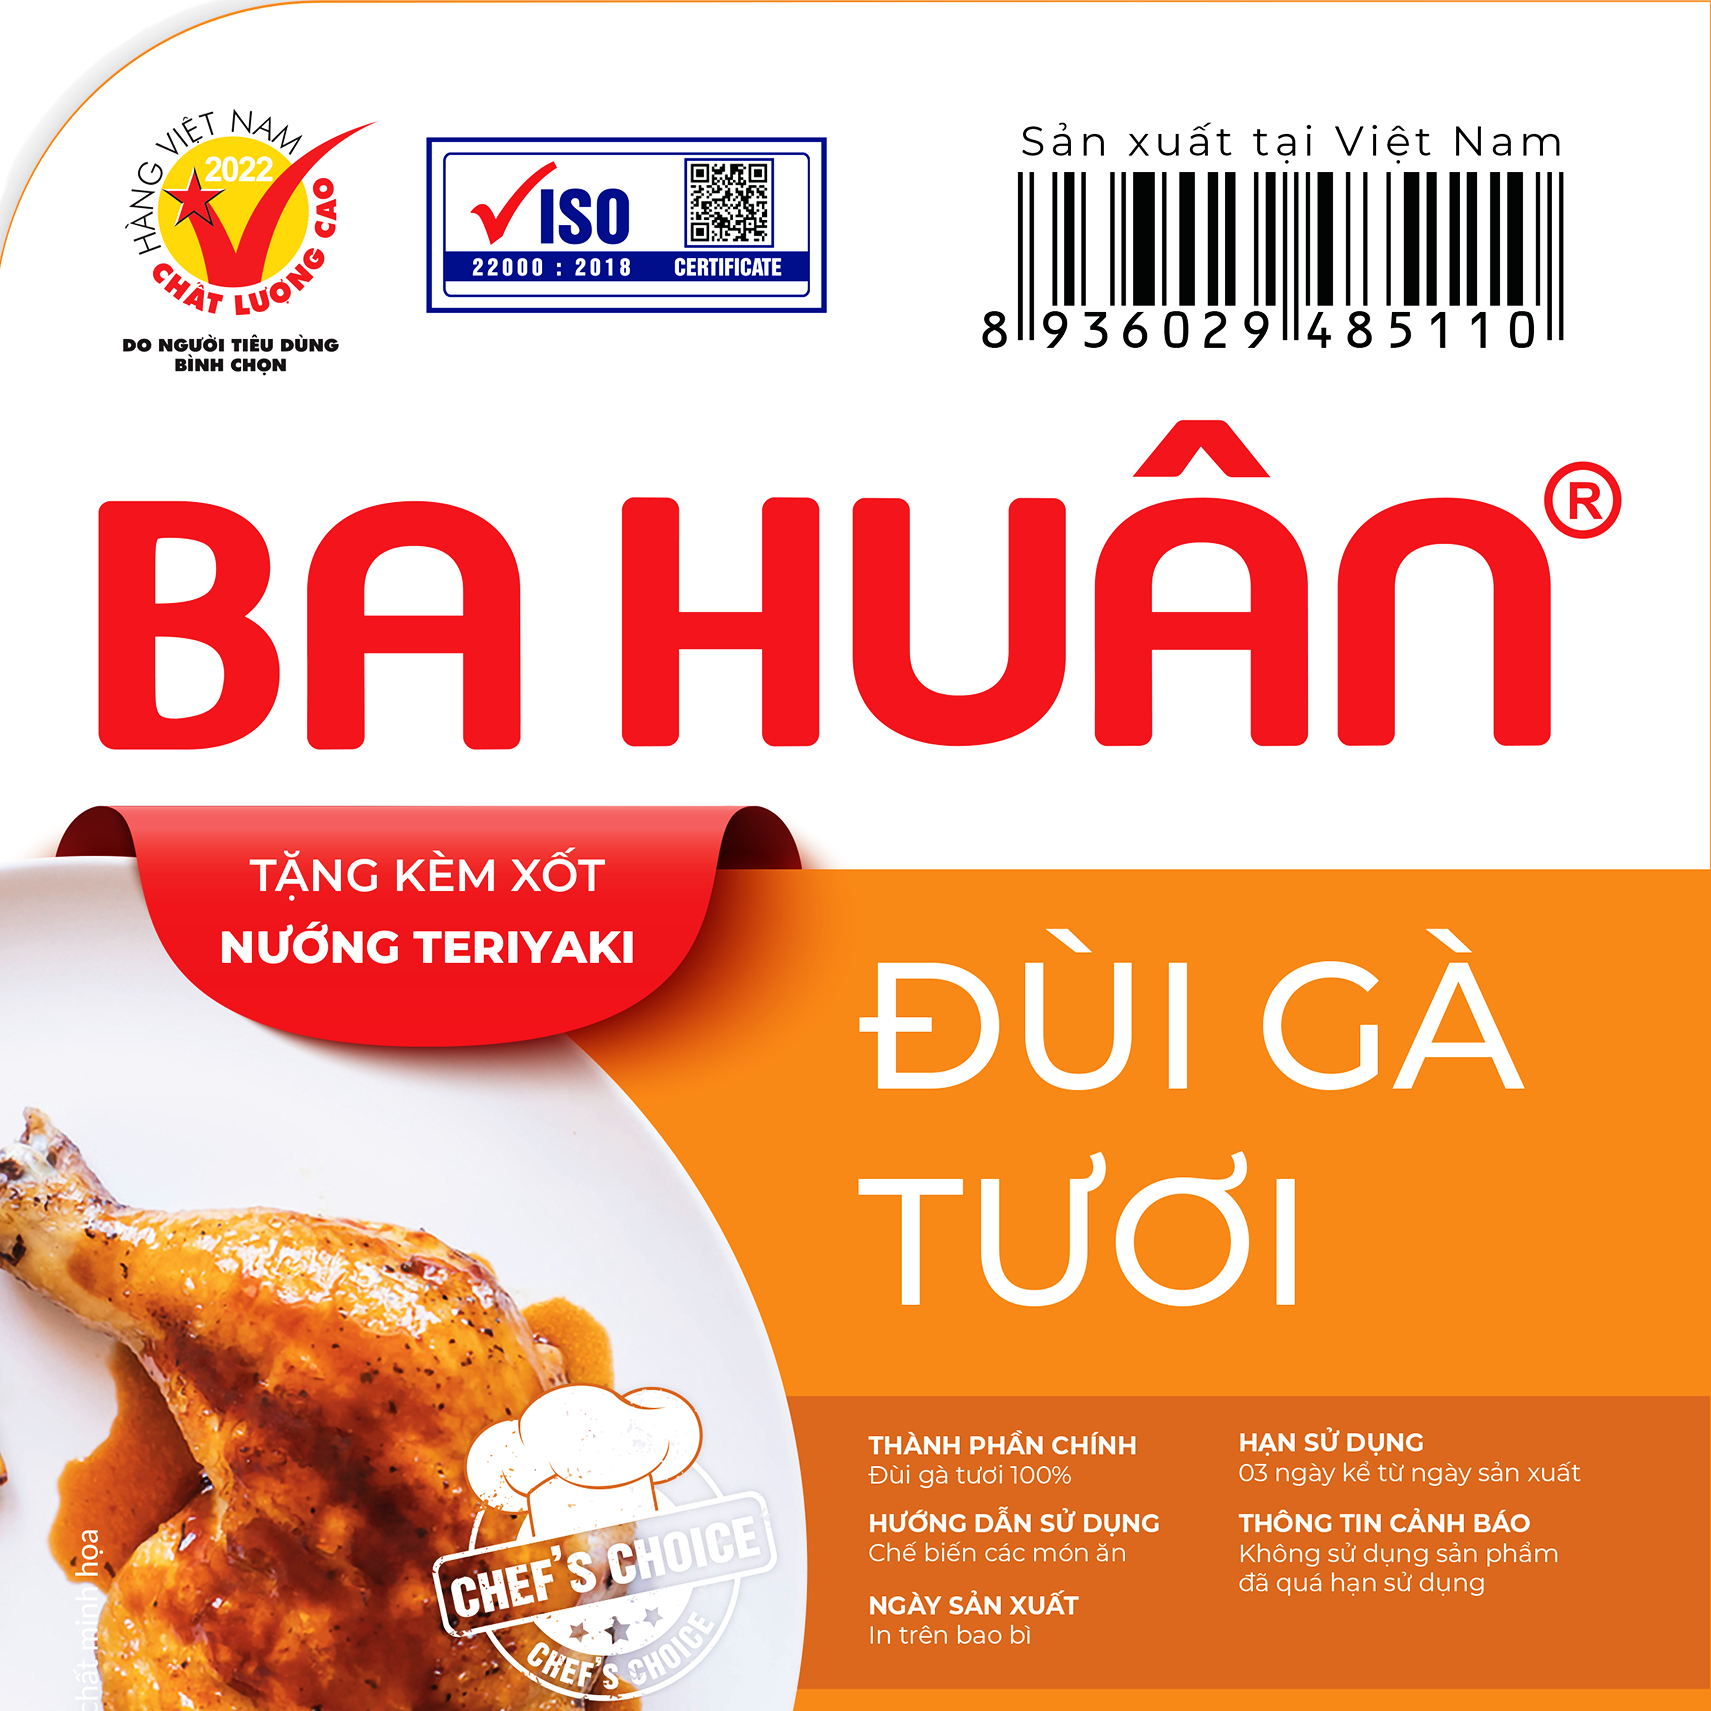 HÀNG VIỆT NAM
2022
CHẤT LƯỢNG CAO
DO NGƯỜI TIÊU DÙNG
BÌNH CHỌN
ISO
22000 : 2018 CERTIFICATE
Sản xuất tại Việt Nam
8 936029 485110
BA HUÂN®
TẶNG KÈM XỐT
NƯỚNG TERIYAKI
ĐÙI GÀ
TƯƠI
THÀNH PHẦN CHÍNH
Đùi gà tươi 100%
HƯỚNG DẪN SỬ DỤNG
Chế biến các món ăn
NGÀY SẢN XUẤT
In trên bao bì
HẠN SỬ DỤNG
03 ngày kể từ ngày sản xuất
THÔNG TIN CẢNH BÁO
Không sử dụng sản phẩm
đã quá hạn sử dụng
CHEF'S CHOICE
CHEF'S CHOICE
chất minh họa